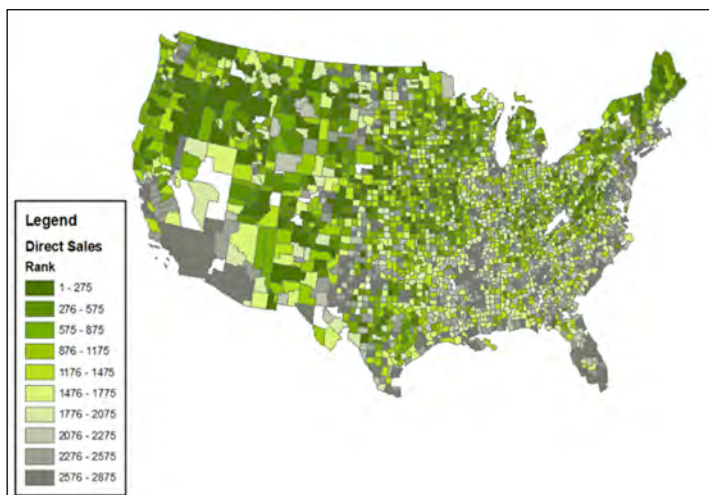 Legend
Direct Sales
Rank
1 - 275
276 - 575
575 - 875
876 - 1175
1176 - 1475
1476 - 1775
1776 - 2075
2076 - 2275
2276 - 2575
2576 - 2875